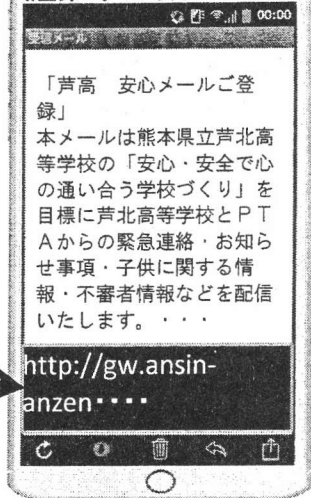 00:00
受信メール
「芦高　安心メールご登
録」
本メールは熊本県立芦北高
等学校の「安心・安全で心
の通い合う学校づくり」を
目標に芦北高等学校とＰＴ
Ａからの緊急連絡・お知ら
せ事項・子供に関する情
報・不審者情報などを配信
いたします。・・・
http://gw.ansin-
anzen・・・・